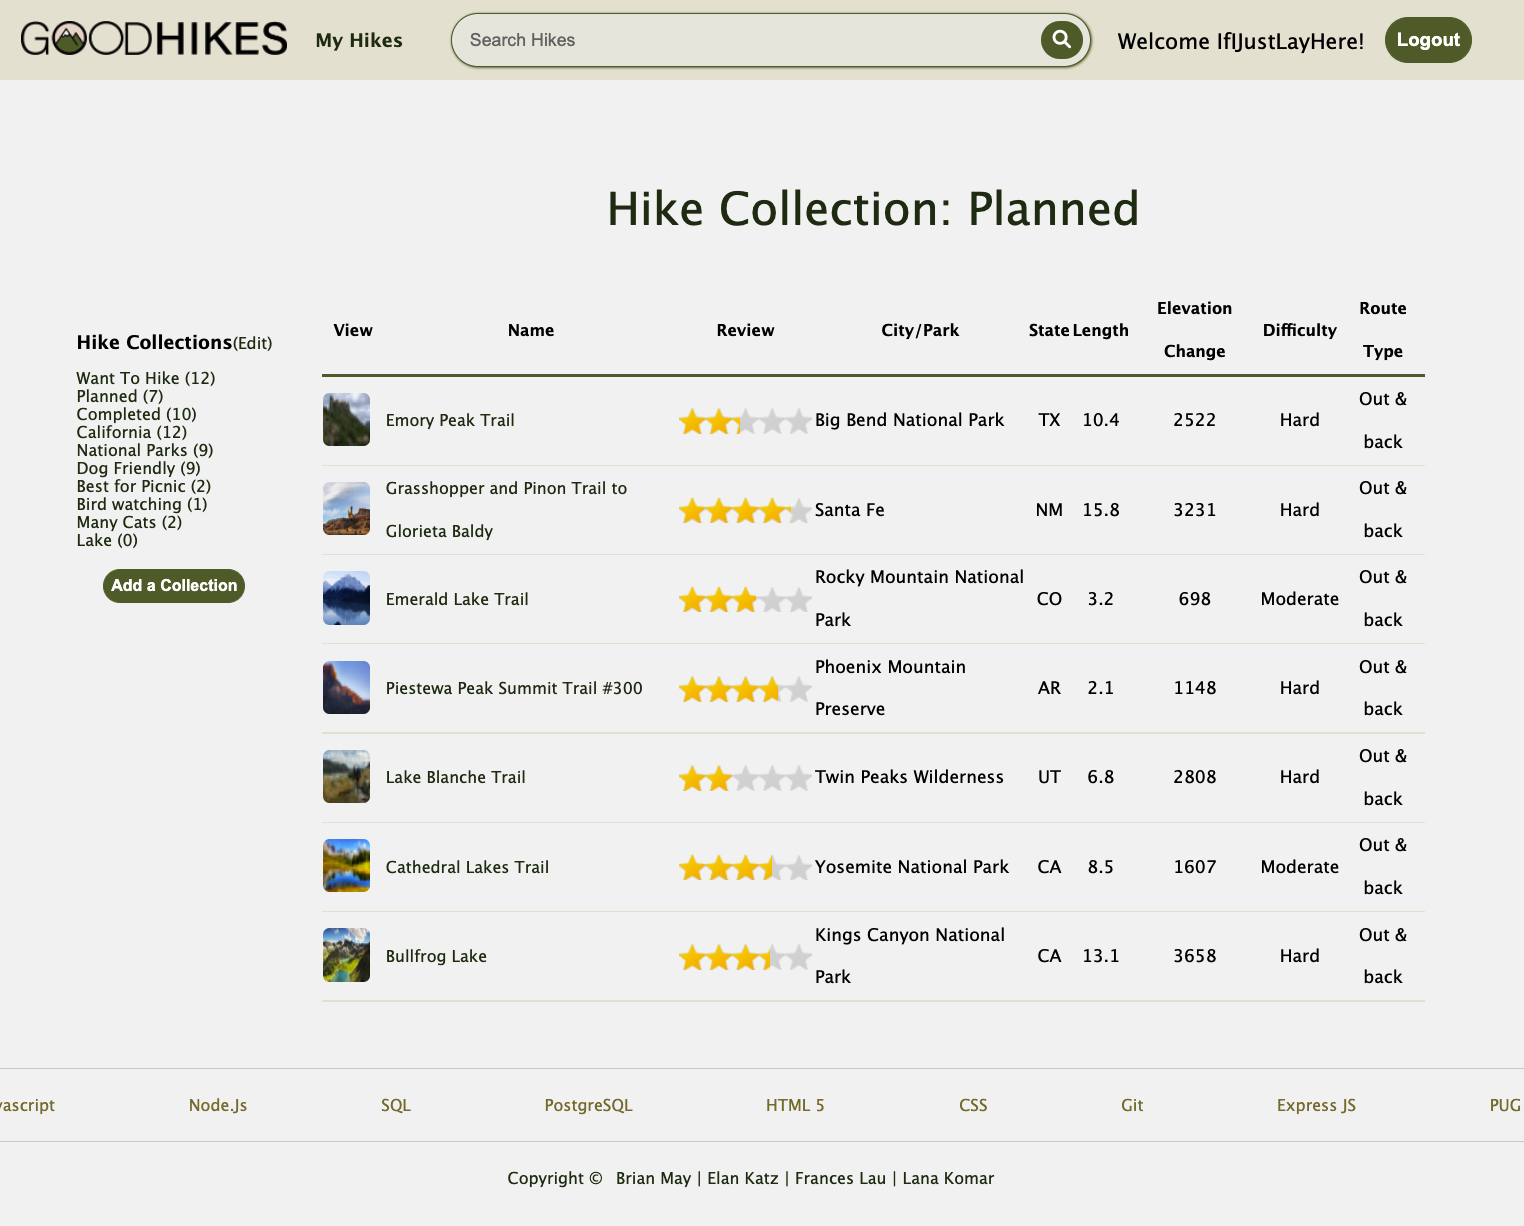 GOODHIKES
My Hikes
Search Hikes
Welcome IfIJustLayHere!
Logout
Hike Collection: Planned
Hike Collections(Edit)
Want To Hike (12)
Planned (7)
Completed (10)
California (12)
National Parks (9)
Dog Friendly (9)
Best for Picnic (2)
Bird watching (1)
Many Cats (2)
Lake (0)
Add a Collection
View Name Review City/Park State Length Elevation Change Difficulty Route Type
Emory Peak Trail Big Bend National Park TX 10.4 2522 Hard Out & back
Grasshopper and Pinon Trail to Glorieta Baldy Santa Fe NM 15.8 3231 Hard Out & back
Emerald Lake Trail Rocky Mountain National Park CO 3.2 698 Moderate Out & back
Piestewa Peak Summit Trail #300 Phoenix Mountain Preserve AR 2.1 1148 Hard Out & back
Lake Blanche Trail Twin Peaks Wilderness UT 6.8 2808 Hard Out & back
Cathedral Lakes Trail Yosemite National Park CA 8.5 1607 Moderate Out & back
Bullfrog Lake Kings Canyon National Park CA 13.1 3658 Hard Out & back
vascript Node.Js SQL PostgreSQL HTML 5 CSS Git Express JS PUG
Copyright © Brian May | Elan Katz | Frances Lau | Lana Komar